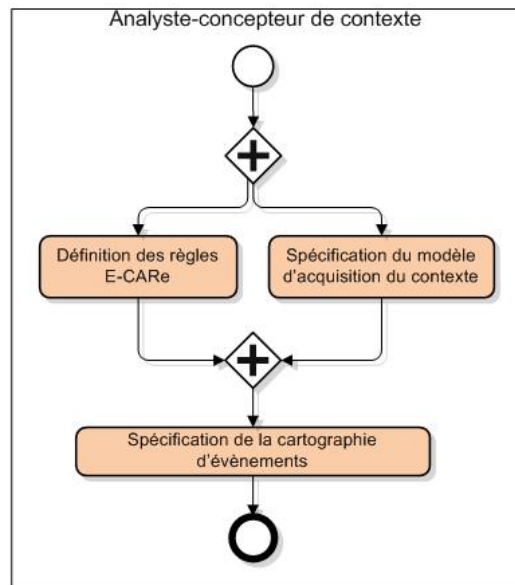 Analyste-concepteur de contexte
Définition des règles
E-CARe
Spécification du modèle
d'acquisition du contexte
Spécification de la cartographie
d'évènements